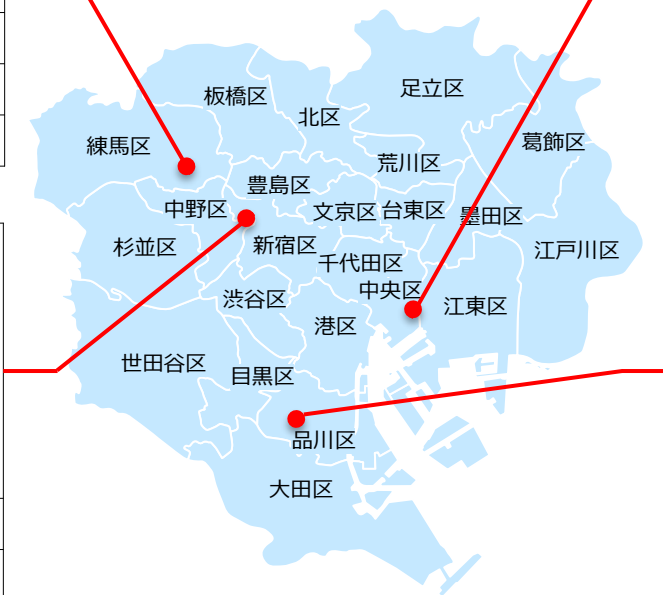 足立区
板橋区
北区
葛飾区
練馬区
荒川区
豊島区
中野区
文京区
台東区
墨田区
杉並区
新宿区
江戸川区
千代田区
中央区
渋谷区
江東区
港区
世田谷区
目黒区
品川区
大田区